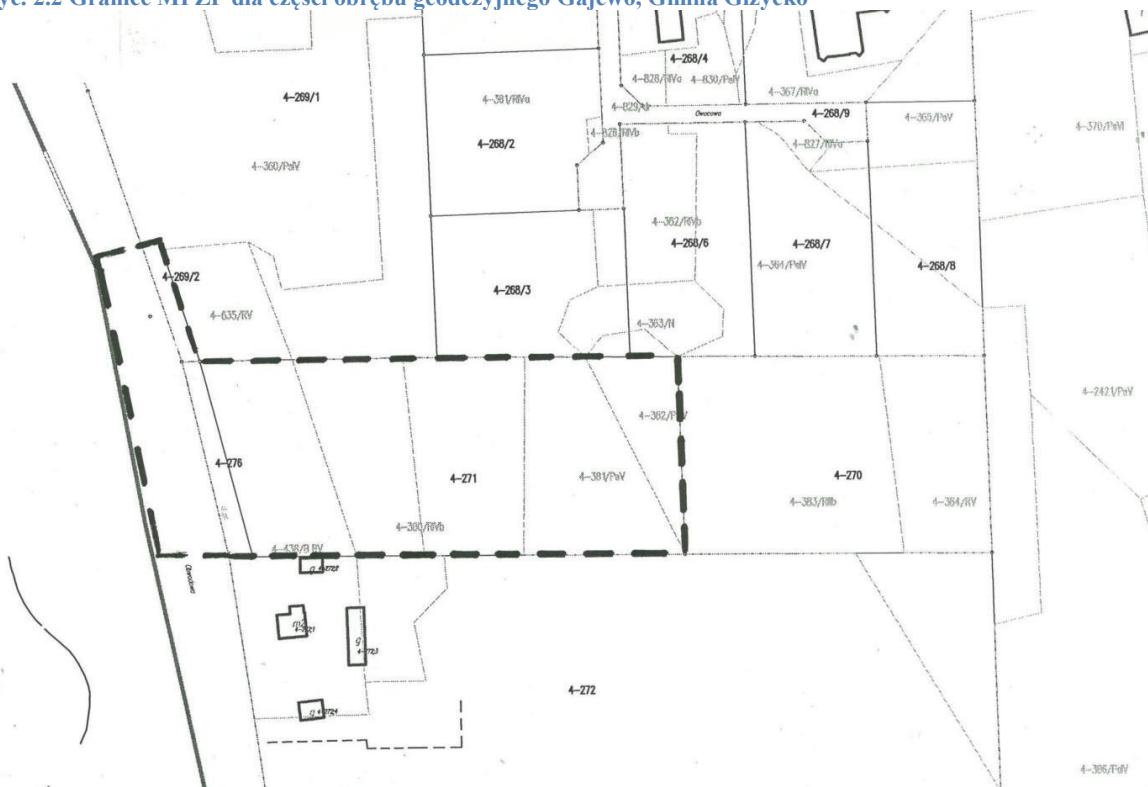 yc. 2.2 Granice MPZP dla części obrębu geodezyjnego Gajewo, Gmina Giżycko
4-268/4
4-828/RIVa
4-830/PsIV
4-269/1
4-381/RIVa
4-367/RIVa
4-829/dr
Owocowa
4-268/9
4-365/PsV
4-370/PsVI
4-268/2
4-827/RIVa
4-360/PsIV
4-362/RIVb
4-268/6
4-268/7
4-364/PsIV
4-269/2
4-268/8
4-268/3
4-635/RV
4-363/N
4-2421/PsV
4-276
4-271
4-381/PsV
4-270
4-383/RIIIb
4-384/RV
4-380/RIVb
Obwodowa
4-272
4-386/PsIV